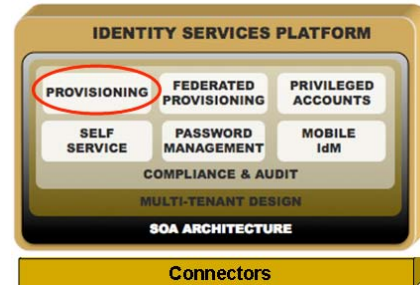 IDENTITY SERVICES PLATFORM
PROVISIONING
FEDERATED
PROVISIONING
PRIVILEGED
ACCOUNTS
SELF
SERVICE
PASSWORD
MANAGEMENT
MOBILE
IdM
COMPLIANCE & AUDIT
MULTI-TENANT DESIGN
SOA ARCHITECTURE
Connectors